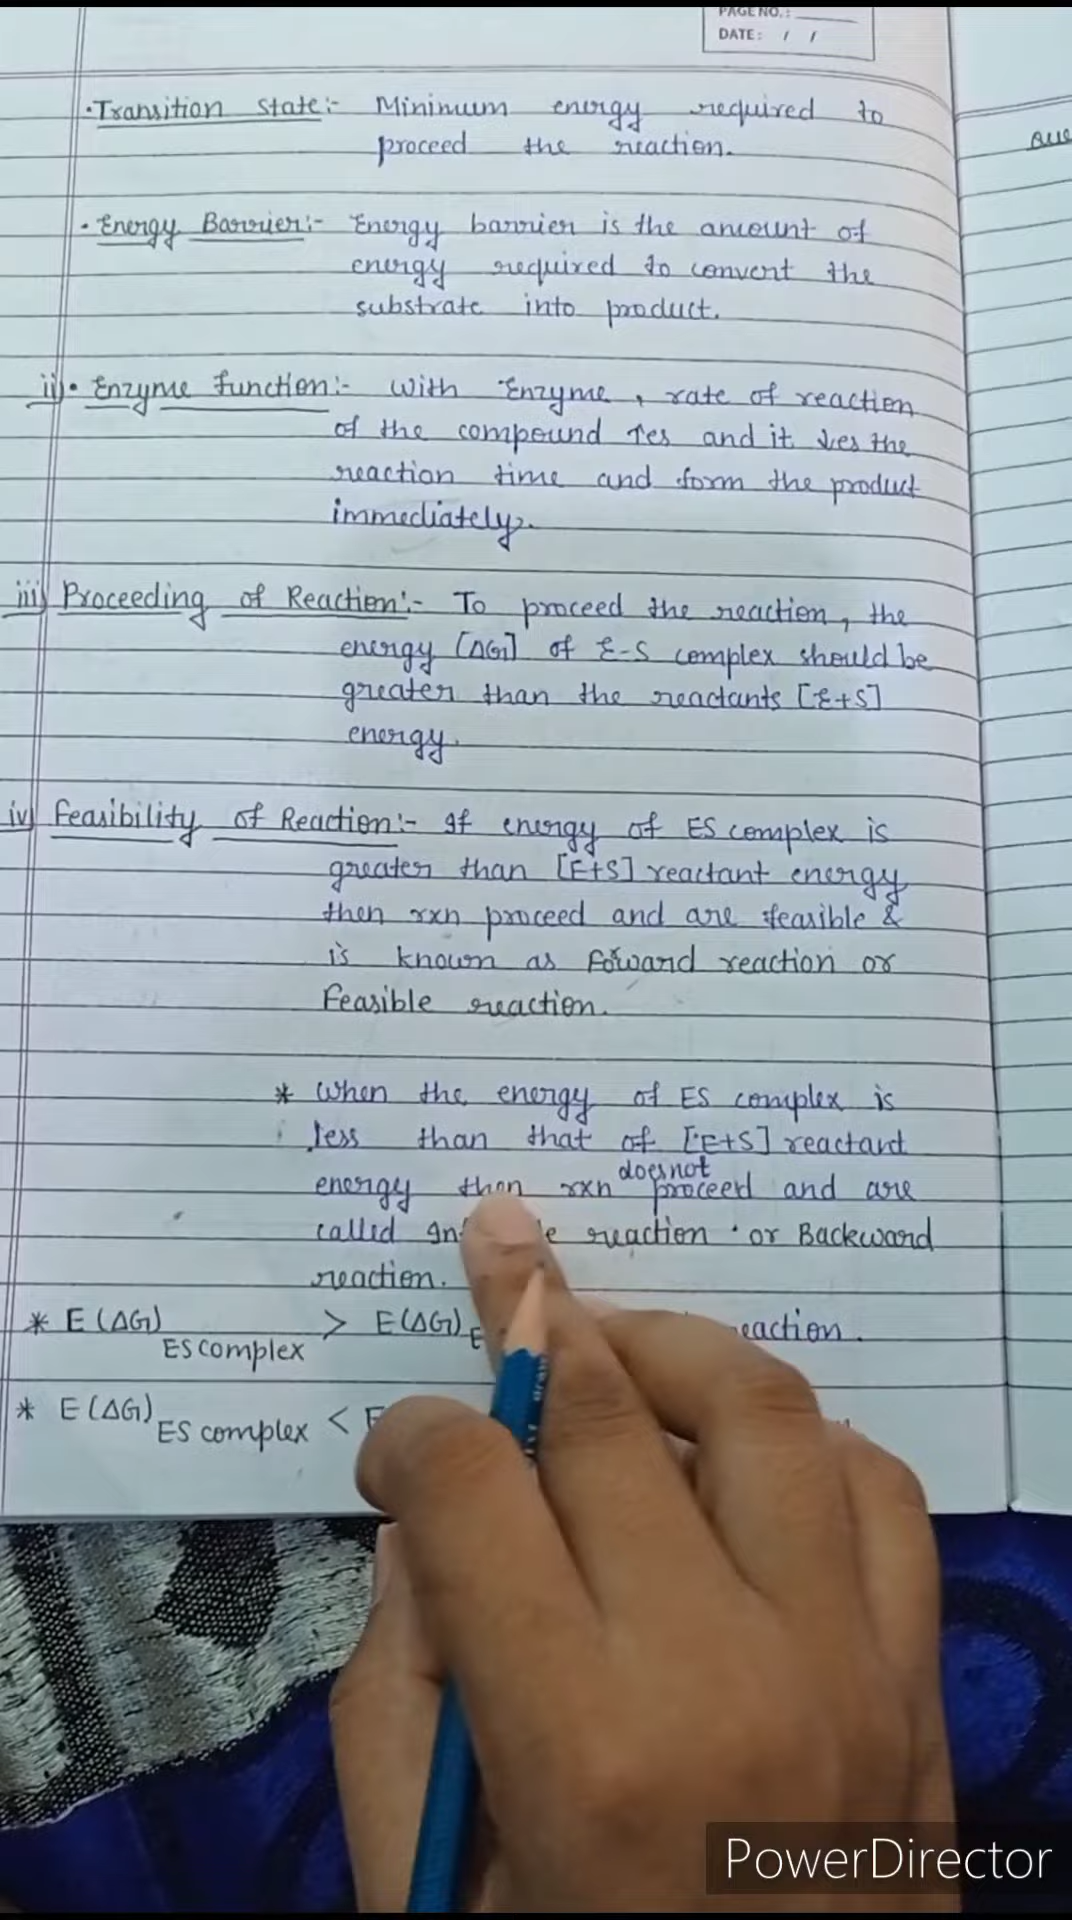 PAGE NO.:
DATE: / /
Que
·Transition state:- Minimum energy required to
proceed the reaction.
· Energy Barrier:- Energy barrier is the amount of
energy required to convert the
substrate into product.
ii)· Enzyme function:- with Enzyme, rate of reaction
of the compound ↑es and it ↓es the
reaction time and form the product
immediately.
iii) Proceeding of Reaction:- To proceed the reaction, the
energy [ΔG] of E-S complex should be
greater than the reactants [E+S]
energy.
iv) Feasibility of Reaction:- If energy of ES complex is
greater than [E+S] reactant energy
then rxn proceed and are feasible &
is known as foward reaction or
Feasible reaction.
* When the energy of ES complex is
less than that of [E+S] reactant
energy then rxn does not proceed and are
called reaction · or Backward
reaction.
* E(ΔG) ES complex > E(ΔG) E reaction.
* E(ΔG) ES complex < E
PowerDirector